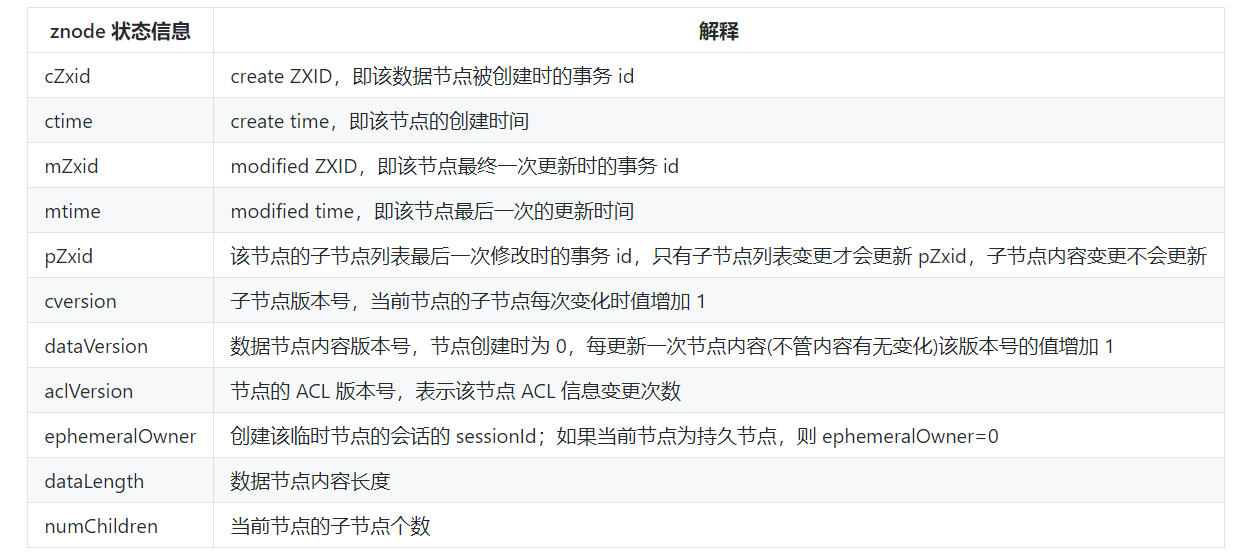 znode 状态信息 解释
cZxid create ZXID，即该数据节点被创建时的事务 id
ctime create time，即该节点的创建时间
mZxid modified ZXID，即该节点最终一次更新时的事务 id
mtime modified time，即该节点最后一次的更新时间
pZxid 该节点的子节点列表最后一次修改时的事务 id，只有子节点列表变更才会更新 pZxid，子节点内容变更不会更新
cversion 子节点版本号，当前节点的子节点每次变化时值增加 1
dataVersion 数据节点内容版本号，节点创建时为 0，每更新一次节点内容(不管内容有无变化)该版本号的值增加 1
aclVersion 节点的 ACL 版本号，表示该节点 ACL 信息变更次数
ephemeralOwner 创建该临时节点的会话的 sessionId；如果当前节点为持久节点，则 ephemeralOwner=0
dataLength 数据节点内容长度
numChildren 当前节点的子节点个数